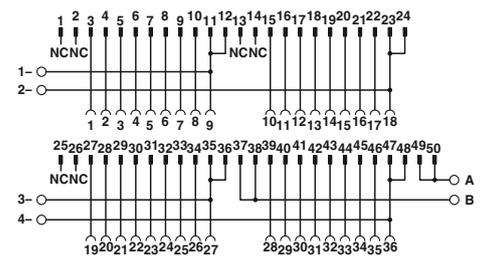 1 2 3 4 5 6 7 8 9 10 11 12 13 14 15 16 17 18 19 20 21 22 23 24
NC NC NC NC
1–
2–
1 2 3 4 5 6 7 8 9 10 11 12 13 14 15 16 17 18
25 26 27 28 29 30 31 32 33 34 35 36 37 38 39 40 41 42 43 44 45 46 47 48 49 50
NC NC
A
3– B
4–
19 20 21 22 23 24 25 26 27 28 29 30 31 32 33 34 35 36